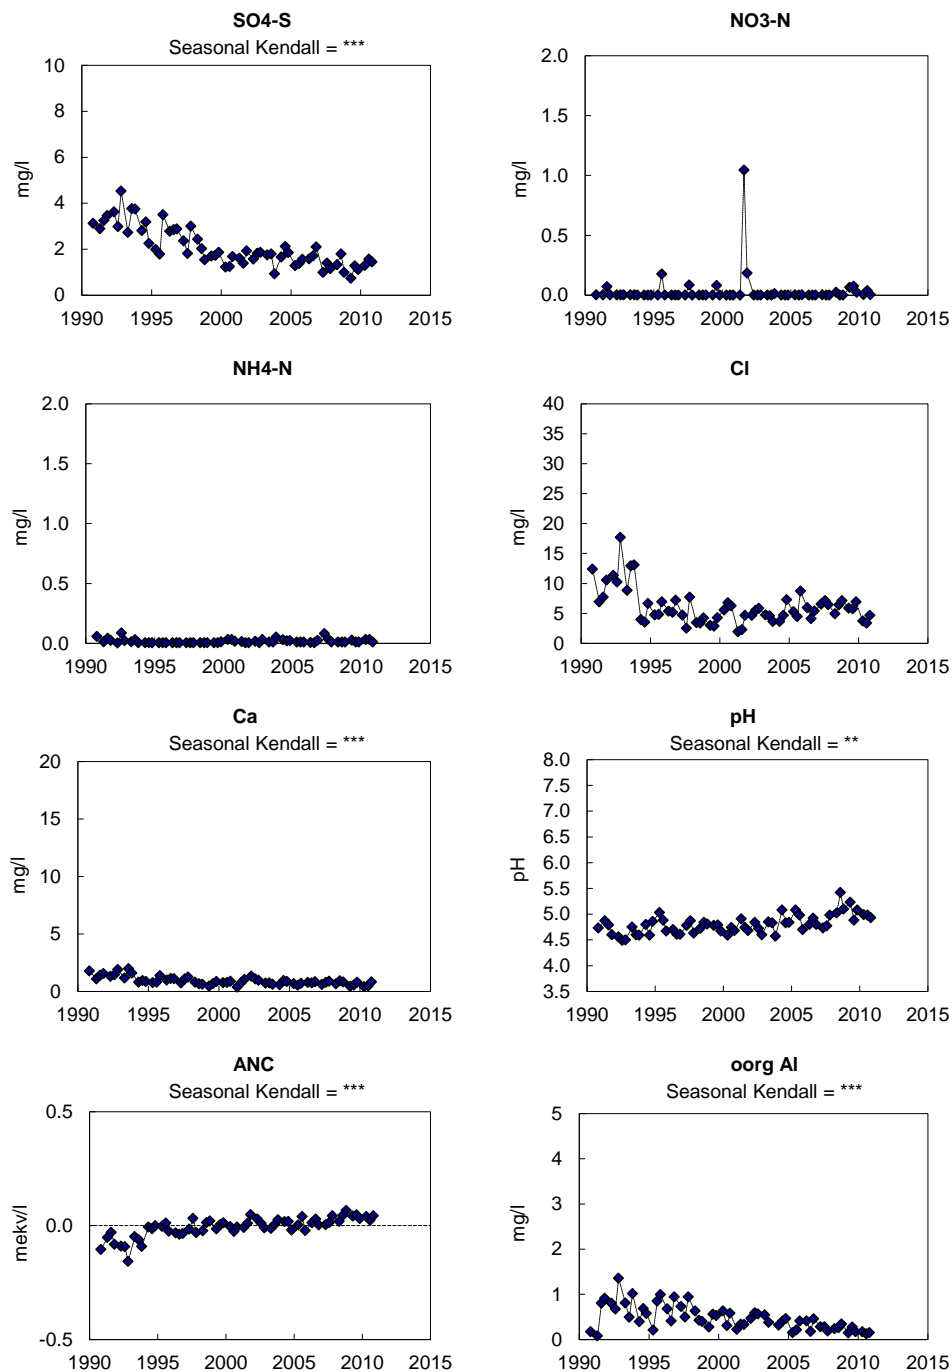 SO4-S
Seasonal Kendall = ***
10
8
6
4
2
0
mg/l
1990 1995 2000 2005 2010 2015
NO3-N
2.0
1.5
1.0
0.5
0.0
mg/l
1990 1995 2000 2005 2010 2015
NH4-N
2.0
1.5
1.0
0.5
0.0
mg/l
1990 1995 2000 2005 2010 2015
Cl
40
35
30
25
20
15
10
5
0
mg/l
1990 1995 2000 2005 2010 2015
Ca
Seasonal Kendall = ***
20
15
10
5
0
mg/l
1990 1995 2000 2005 2010 2015
pH
Seasonal Kendall = **
8.0
7.5
7.0
6.5
6.0
5.5
5.0
4.5
4.0
3.5
pH
1990 1995 2000 2005 2010 2015
ANC
Seasonal Kendall = ***
0.5
0.0
-0.5
mekv/l
1990 1995 2000 2005 2010 2015
oorg Al
Seasonal Kendall = ***
5
4
3
2
1
0
mg/l
1990 1995 2000 2005 2010 2015